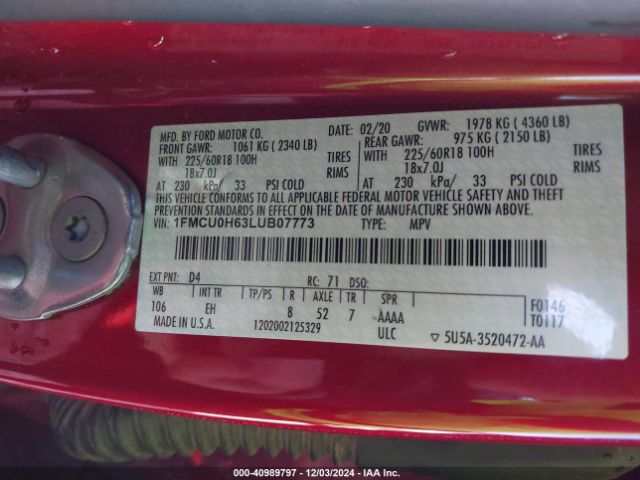 MFD. BY FORD MOTOR CO. DATE: 02/20 GVWR: 1978 KG ( 4360 LB)
FRONT GAWR: 1061 KG ( 2340 LB) REAR GAWR: 975 KG ( 2150 LB)
WITH 225/60R18 100H TIRES WITH 225/60R18 100H TIRES
18x7.0J RIMS 18x7.0J RIMS
AT 230 kPa/ 33 PSI COLD AT 230 kPa/ 33 PSI COLD
THIS VEHICLE CONFORMS TO ALL APPLICABLE FEDERAL MOTOR VEHICLE SAFETY AND THEFT
PREVENTION STANDARDS IN EFFECT ON THE DATE OF MANUFACTURE SHOWN ABOVE.
VIN: 1FMCU0H63LUB07773 TYPE: MPV
EXT PNT: D4 RC: 71 DSO:
WB INT TR TP/PS R AXLE TR SPR
106 EH 8 52 7 AAAA F0146
T0117
MADE IN U.S.A. 1202002125329 ULC ▽ 5U5A-3520472-AA
000-40989797 - 12/03/2024 - IAA Inc.